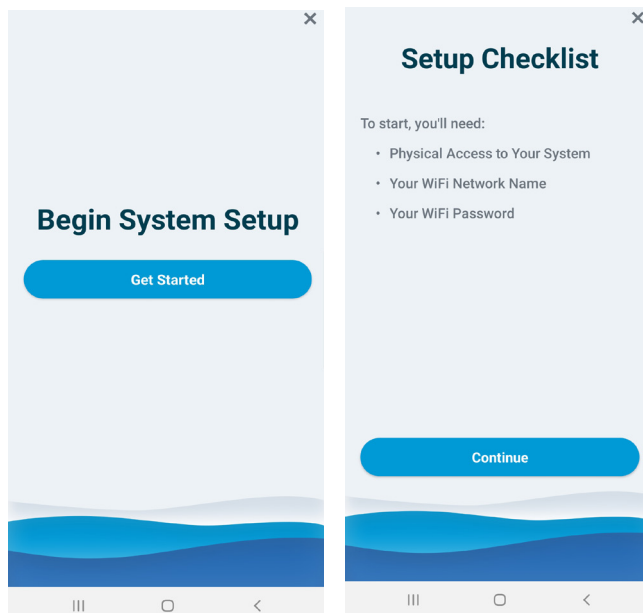 Begin System Setup
Get Started
Setup Checklist
To start, you'll need:
• Physical Access to Your System
• Your WiFi Network Name
• Your WiFi Password
Continue